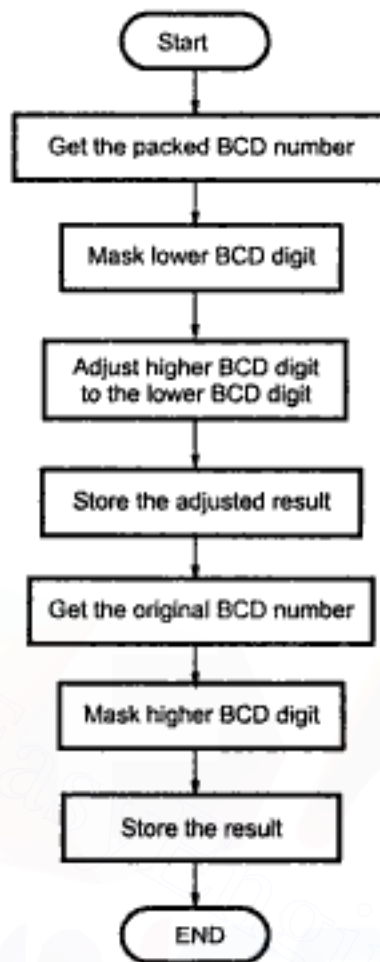 Start
Get the packed BCD number
Mask lower BCD digit
Adjust higher BCD digit
to the lower BCD digit
Store the adjusted result
Get the original BCD number
Mask higher BCD digit
Store the result
END